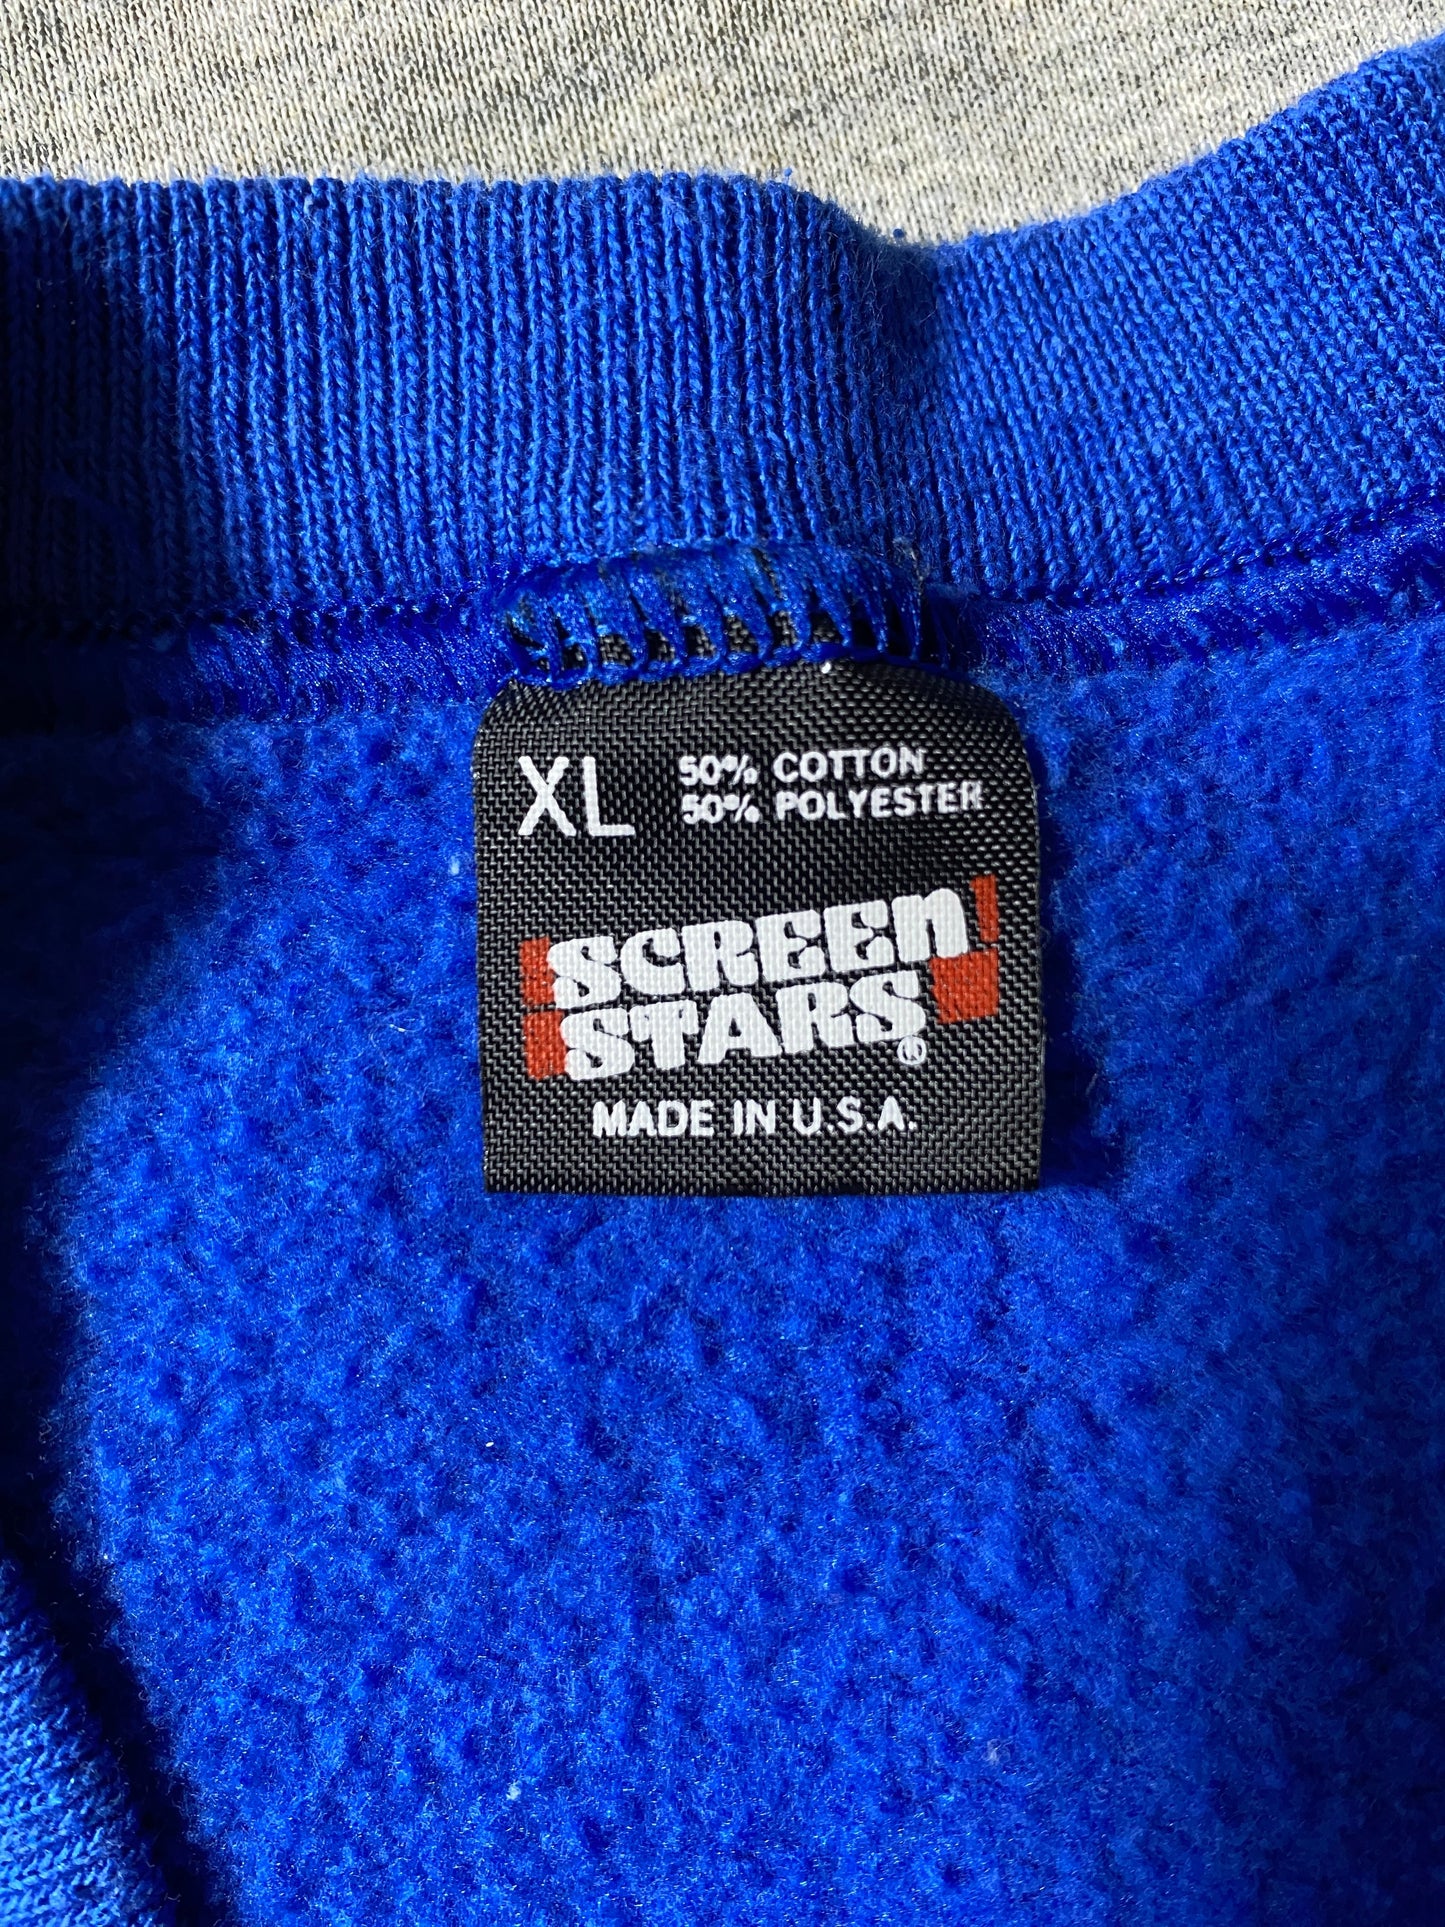 XL
50% COTTON
50% POLYESTER
SCREEN
STARS®
MADE IN U.S.A.